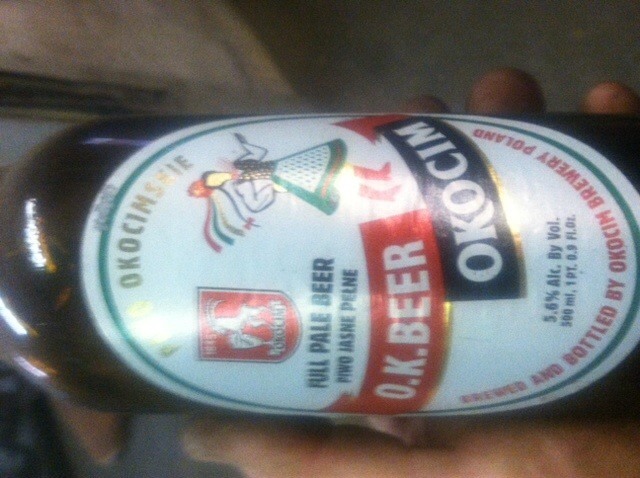 PIWO OKOCIMSKIE
OKOCIM
FULL PALE BEER
PIWO JASNE PEŁNE
O.K. BEER
OKOCIM
5.6% Alc. By Vol.
500 ml, 1 PT. 0.9 Fl.Oz.
BREWED AND BOTTLED BY OKOCIM BREWERY POLAND